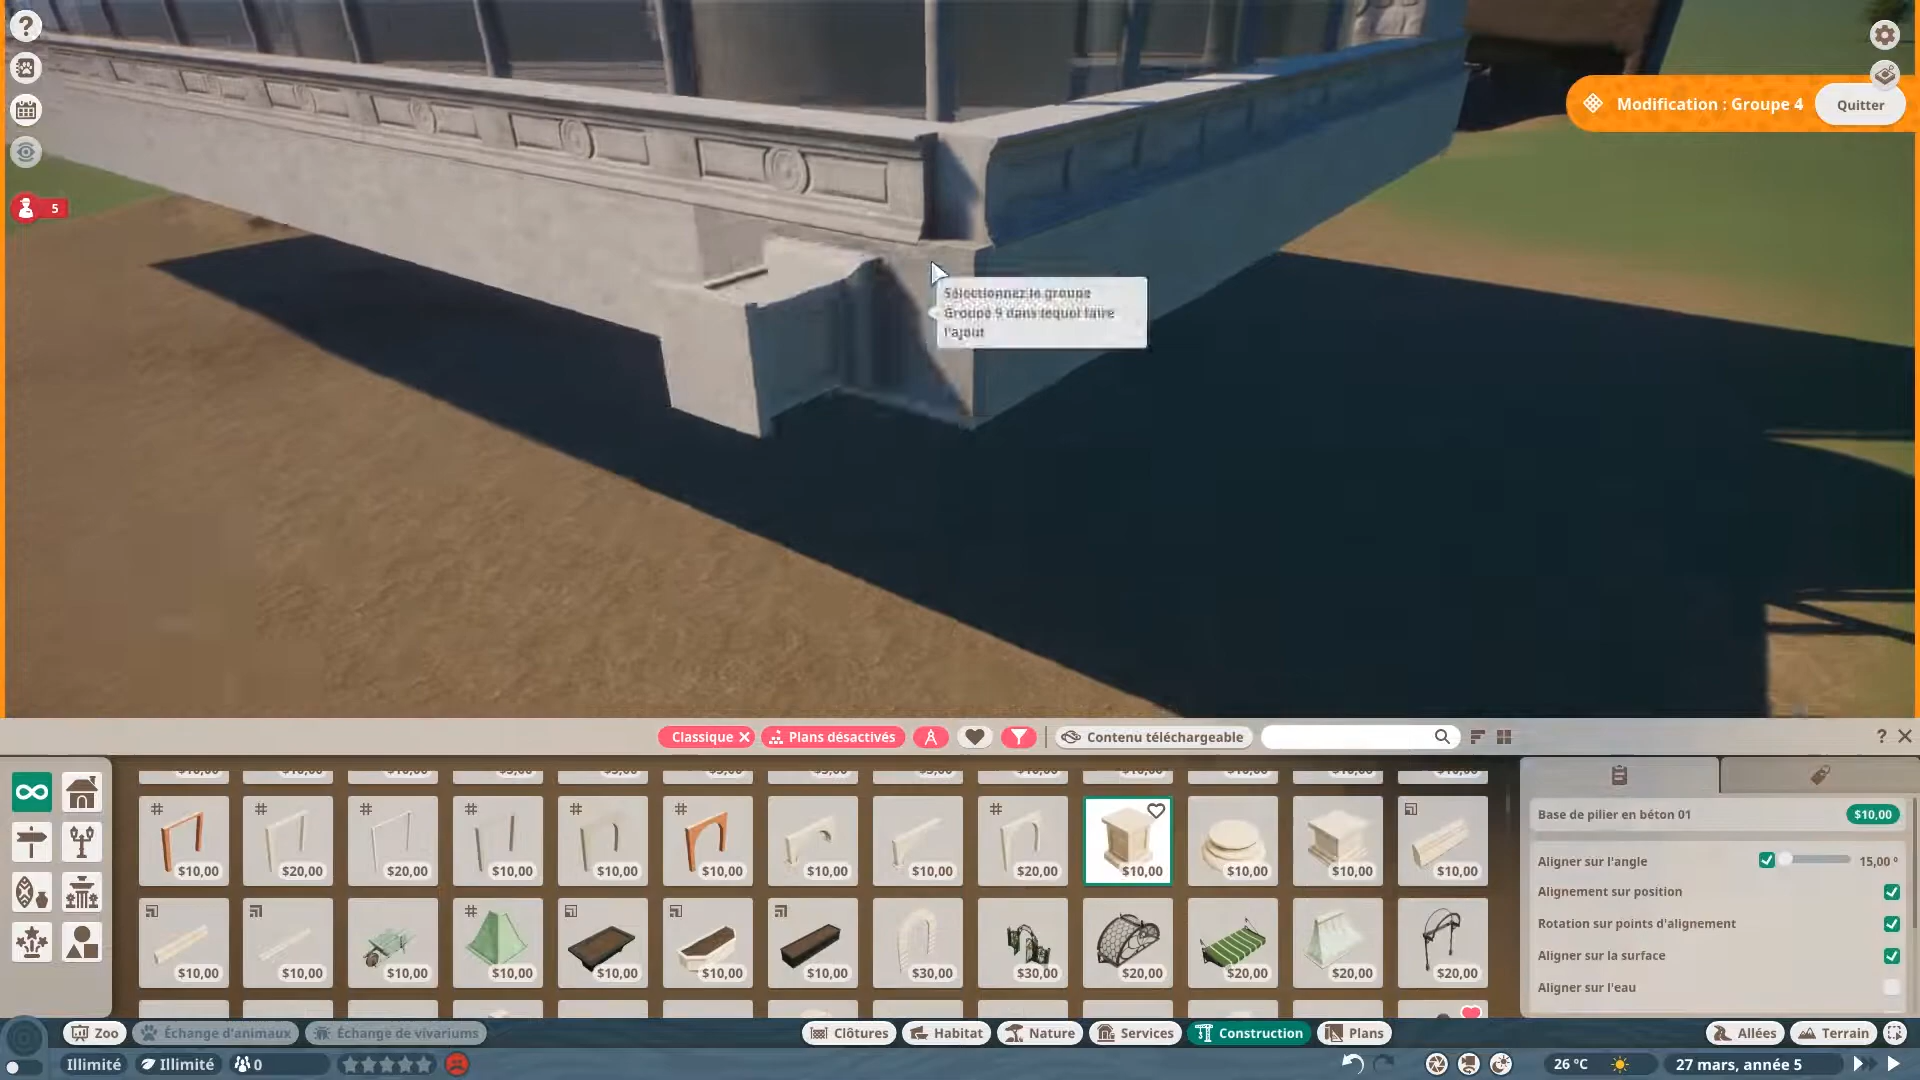 ?
Modification : Groupe 4
Quitter
5
Sélectionnez le groupe
Groupe 9 dans lequel faire
l'ajout
Classique
Plans désactivés
Contenu téléchargeable
?
$10,00 $20,00 $20,00 $10,00 $10,00 $10,00 $10,00 $10,00 $20,00 $10,00 $10,00 $10,00 $10,00
$10,00 $10,00 $10,00 $10,00 $10,00 $10,00 $10,00 $30,00 $30,00 $20,00 $20,00 $20,00 $20,00
Base de pilier en béton 01
$10,00
Aligner sur l'angle
15,00 °
Alignement sur position
Rotation sur points d'alignement
Aligner sur la surface
Aligner sur l'eau
Zoo
Échange d'animaux
Échange de vivariums
Clôtures
Habitat
Nature
Services
Construction
Plans
Allées
Terrain
Illimité
Illimité
0
26 °C
27 mars, année 5